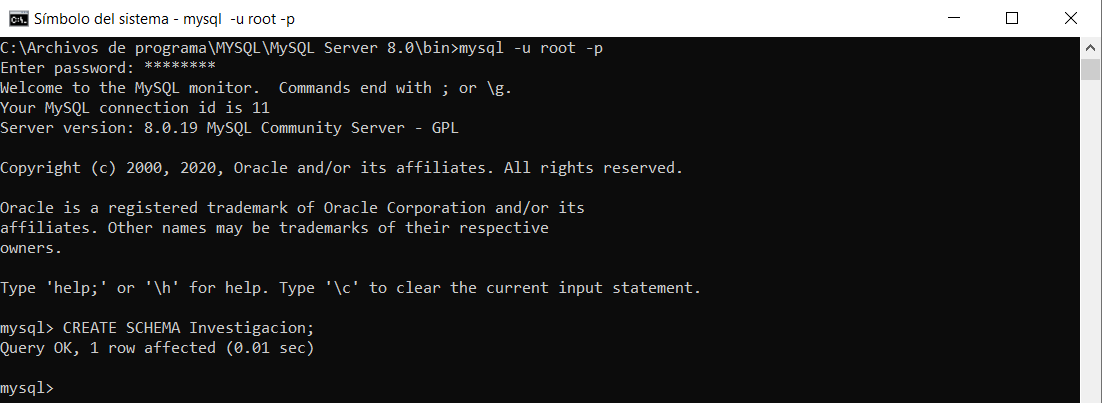 Símbolo del sistema - mysql  -u root -p
C:\Archivos de programa\MYSQL\MySQL Server 8.0\bin>mysql -u root -p
Enter password: ********
Welcome to the MySQL monitor.  Commands end with ; or \g.
Your MySQL connection id is 11
Server version: 8.0.19 MySQL Community Server - GPL

Copyright (c) 2000, 2020, Oracle and/or its affiliates. All rights reserved.

Oracle is a registered trademark of Oracle Corporation and/or its
affiliates. Other names may be trademarks of their respective
owners.

Type 'help;' or '\h' for help. Type '\c' to clear the current input statement.

mysql> CREATE SCHEMA Investigacion;
Query OK, 1 row affected (0.01 sec)

mysql>